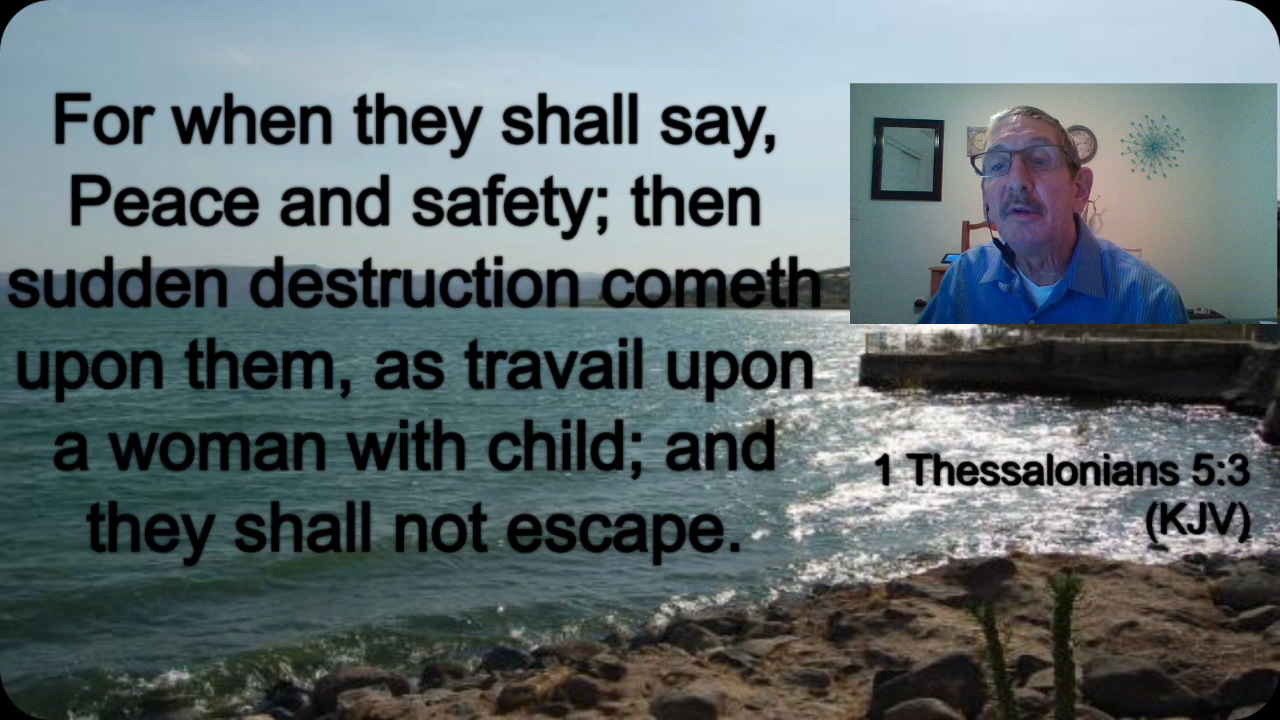 For when they shall say,
Peace and safety; then
sudden destruction cometh
upon them, as travail upon
a woman with child; and
they shall not escape.
1 Thessalonians 5:3
(KJV)